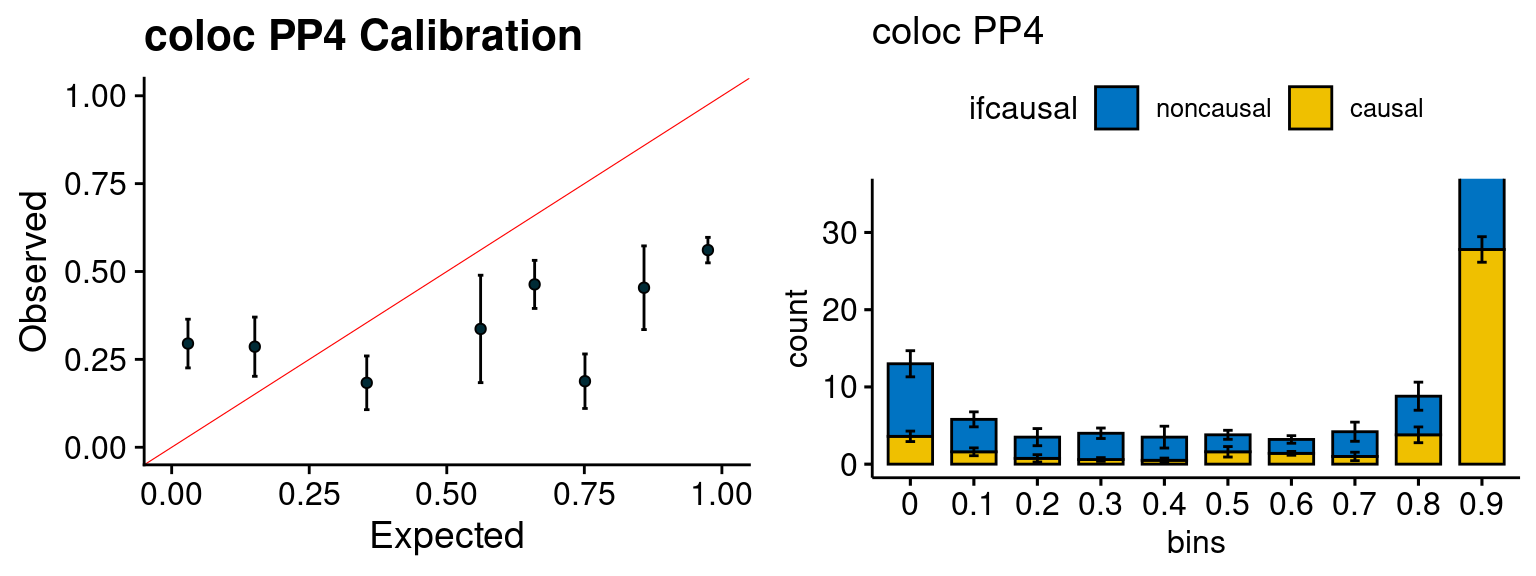 coloc PP4 Calibration
Observed
1.00
0.75
0.50
0.25
0.00
0.00 0.25 0.50 0.75 1.00
Expected
coloc PP4
ifcausal noncausal causal
count
30
20
10
0
0 0.1 0.2 0.3 0.4 0.5 0.6 0.7 0.8 0.9
bins